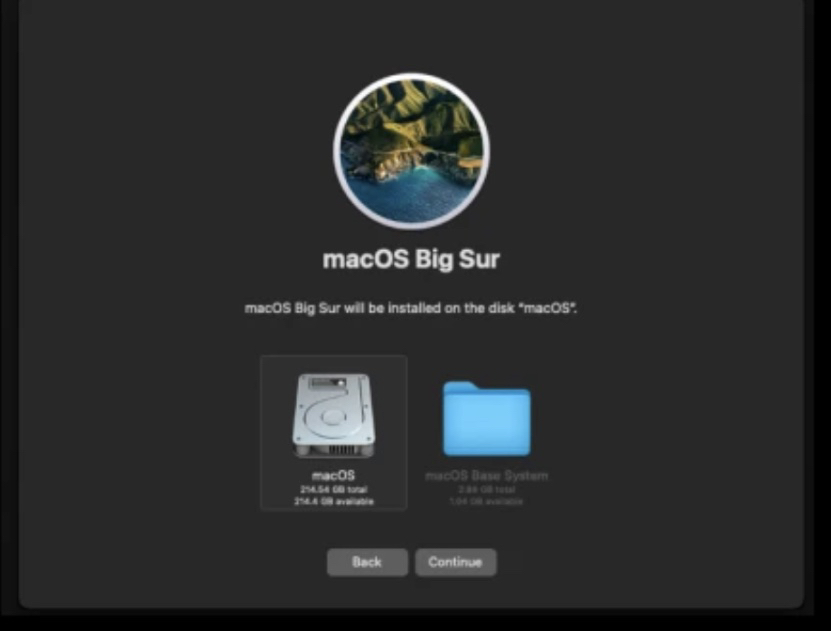 macOS Big Sur
macOS Big Sur will be installed on the disk “macOS”.
macOS
214.54 GB total
214.4 GB available
macOS Base System
2.84 GB total
1.04 GB available
Back
Continue